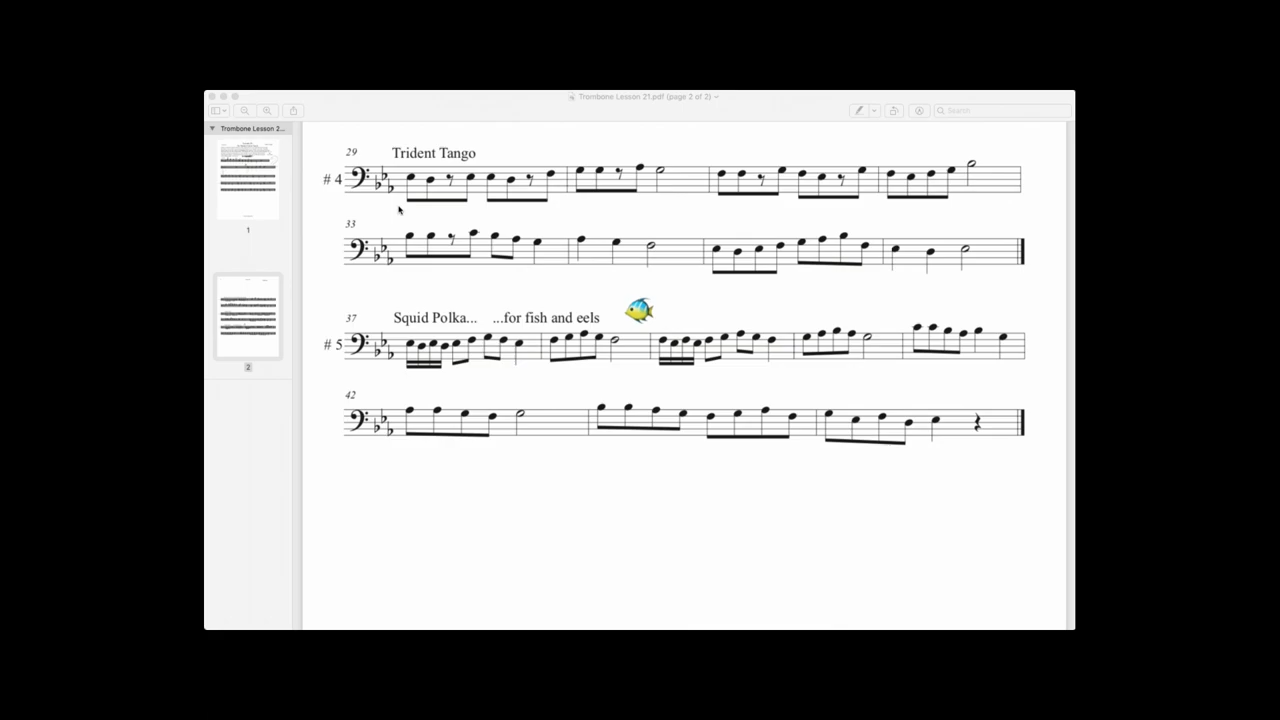 Trombone Lesson 21.pdf (page 2 of 2)
Search
Trombone Lesson 2...
1
2
29 Trident Tango
# 4
33
37 Squid Polka... ...for fish and eels
# 5
42